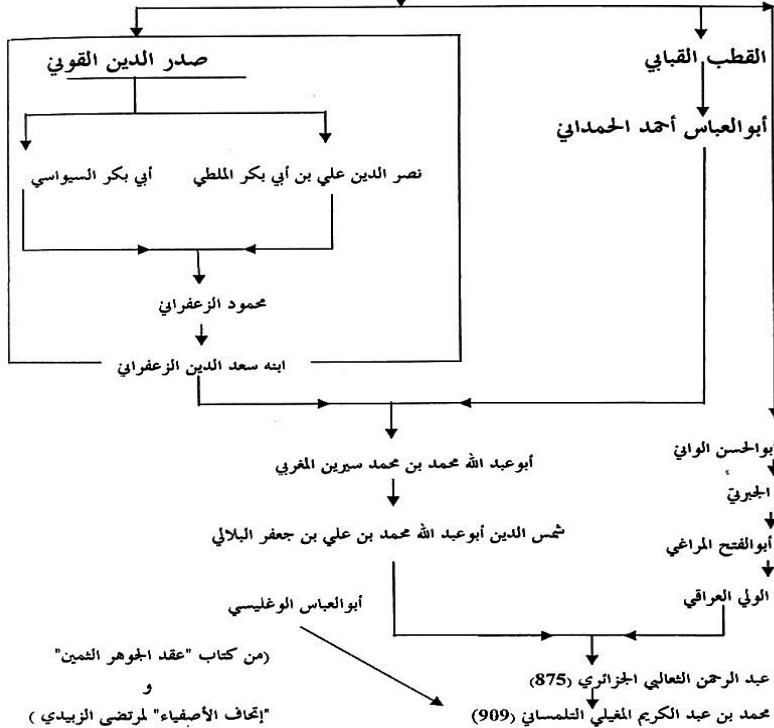 القطب القبابي
صدر الدين القوني
أبوالعباس أحمد الحمداني
نصر الدين علي بن أبي بكر الملطي
أبي بكر السيواسي
محمود الزعفراني
ابنه سعد الدين الزعفراني
أبوالحسن الواني
أبوعبد الله محمد بن محمد سيرين المغربي
الجبرتي
شمس الدين أبوعبد الله محمد بن علي بن جعفر البلالي
أبوالفتح المراغي
الولي العراقي
أبوالعباس الوغليسي
(من كتاب "عقد الجوهر الثمين"
و
"إتحاف الأصفياء" لمرتضى الزبيدي )
عبد الرحمن الثعالبي الجزائري (875)
محمد بن عبد الكريم المغيلي التلمساني (909)